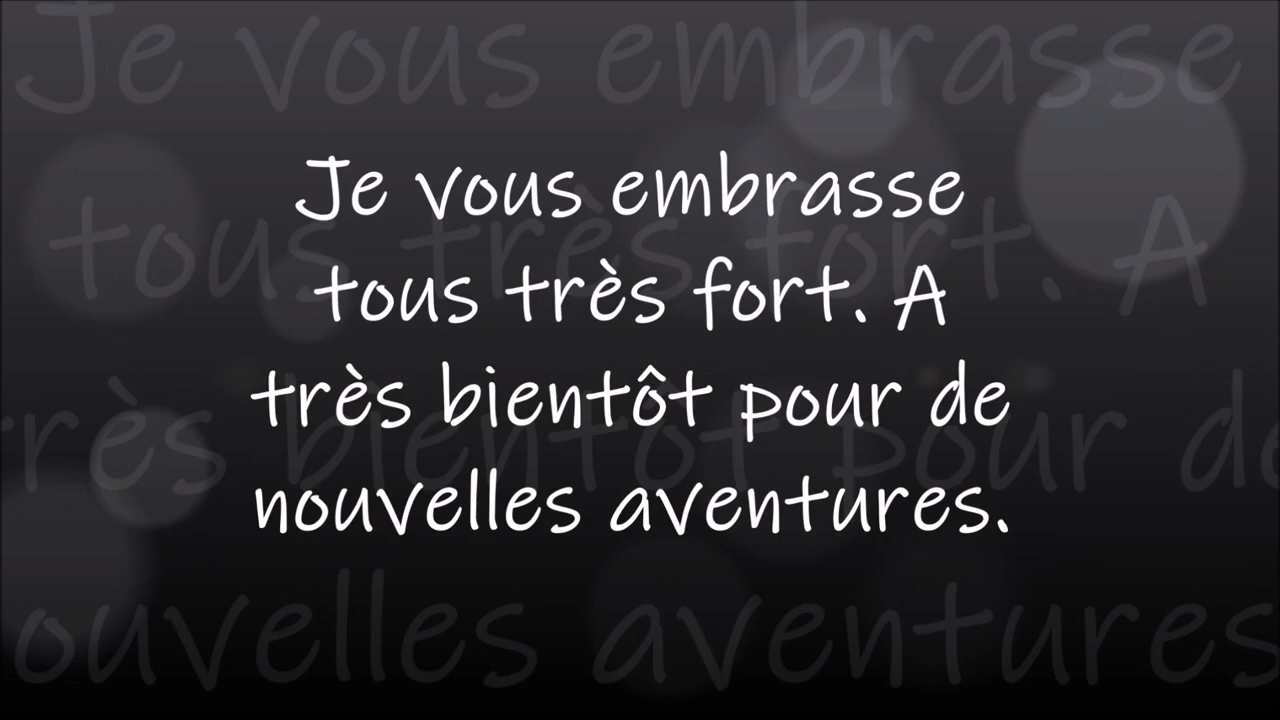 Je vous embrasse
tous très fort. A
très bientôt pour de
nouvelles aventures.